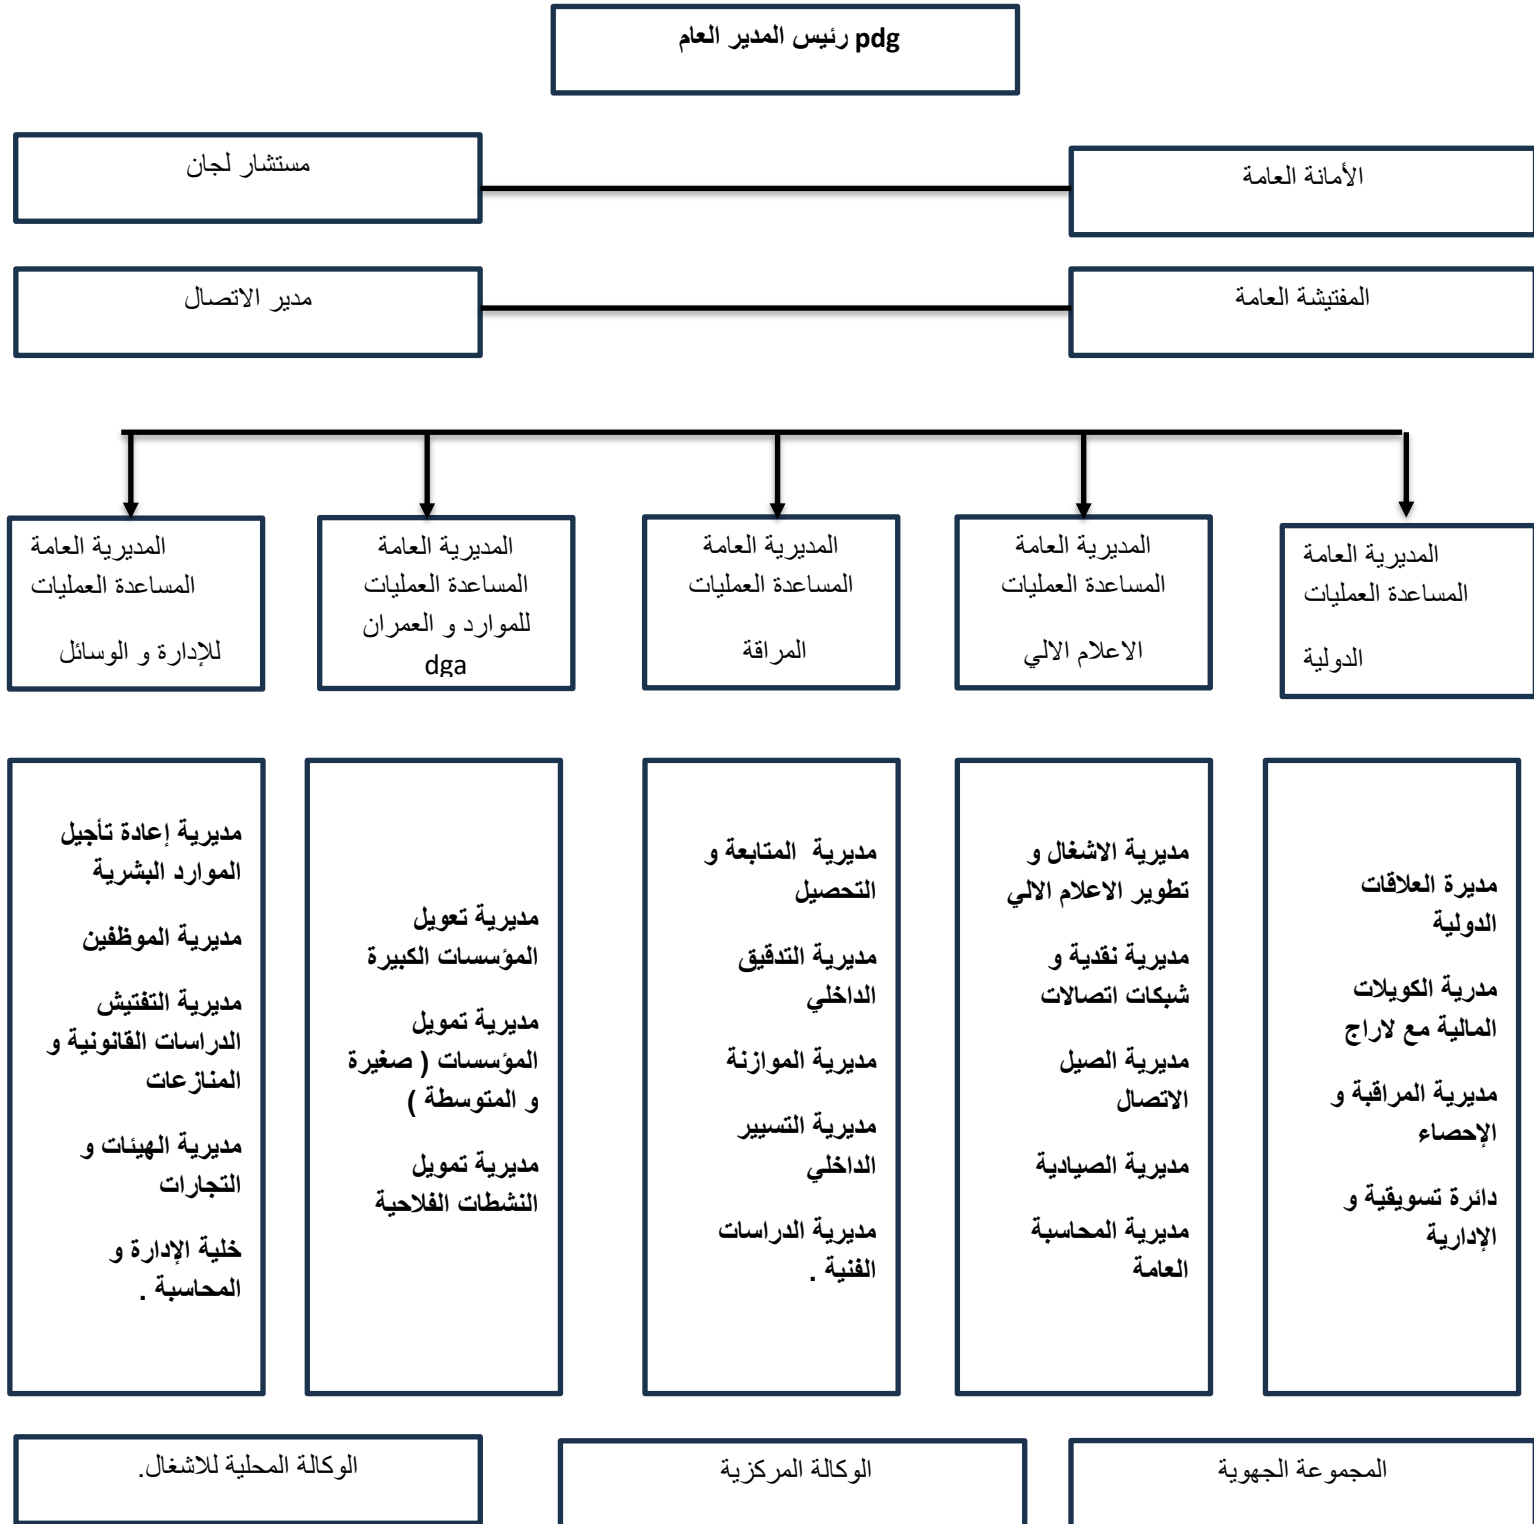 pdg رئيس المدير العام
الأمانة العامة
مستشار لجان
المفتيشة العامة
مدير الاتصال
المديرية العامة
المساعدة العمليات
الدولية
المديرية العامة
المساعدة العمليات
الاعلام الالي
المديرية العامة
المساعدة العمليات
المراقة
المديرية العامة
المساعدة العمليات
للموارد و العمران
dga
المديرية العامة
المساعدة العمليات
للإدارة و الوسائل
مديرة العلاقات
الدولية
مدرية الكويلات
المالية مع لاراج
مديرية المراقبة و
الإحصاء
دائرة تسويقية و
الإدارية
مديرية الاشغال و
تطوير الاعلام الالي
مديرية نقدية و
شبكات اتصالات
مديرية الصيل
الاتصال
مديرية الصيادية
مديرية المحاسبة
العامة
مديرية المتابعة و
التحصيل
مديرية التدقيق
الداخلي
مديرية الموازنة
مديرية التسيير
الداخلي
مديرية الدراسات
الفنية .
مديرية تعويل
المؤسسات الكبيرة
مديرية تمويل
المؤسسات ( صغيرة
و المتوسطة )
مديرية تمويل
النشطات الفلاحية
مديرية إعادة تأجيل
الموارد البشرية
مديرية الموظفين
مديرية التفتيش
الدراسات القانونية و
المنازعات
مديرية الهيئات و
التجارات
خلية الإدارة و
المحاسبة .
المجموعة الجهوية
الوكالة المركزية
الوكالة المحلية للاشغال.